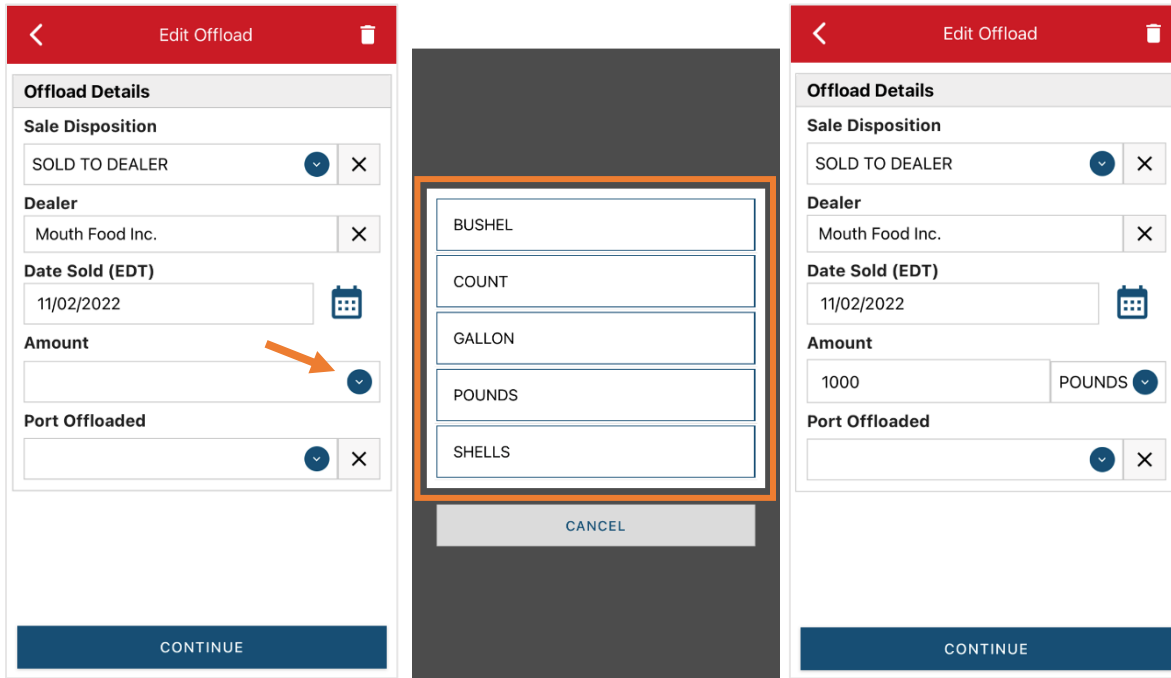 Edit Offload
Offload Details
Sale Disposition
SOLD TO DEALER
Dealer
Mouth Food Inc.
Date Sold (EDT)
11/02/2022
Amount
Port Offloaded
CONTINUE
BUSHEL
COUNT
GALLON
POUNDS
SHELLS
CANCEL
Edit Offload
Offload Details
Sale Disposition
SOLD TO DEALER
Dealer
Mouth Food Inc.
Date Sold (EDT)
11/02/2022
Amount
1000 POUNDS
Port Offloaded
CONTINUE